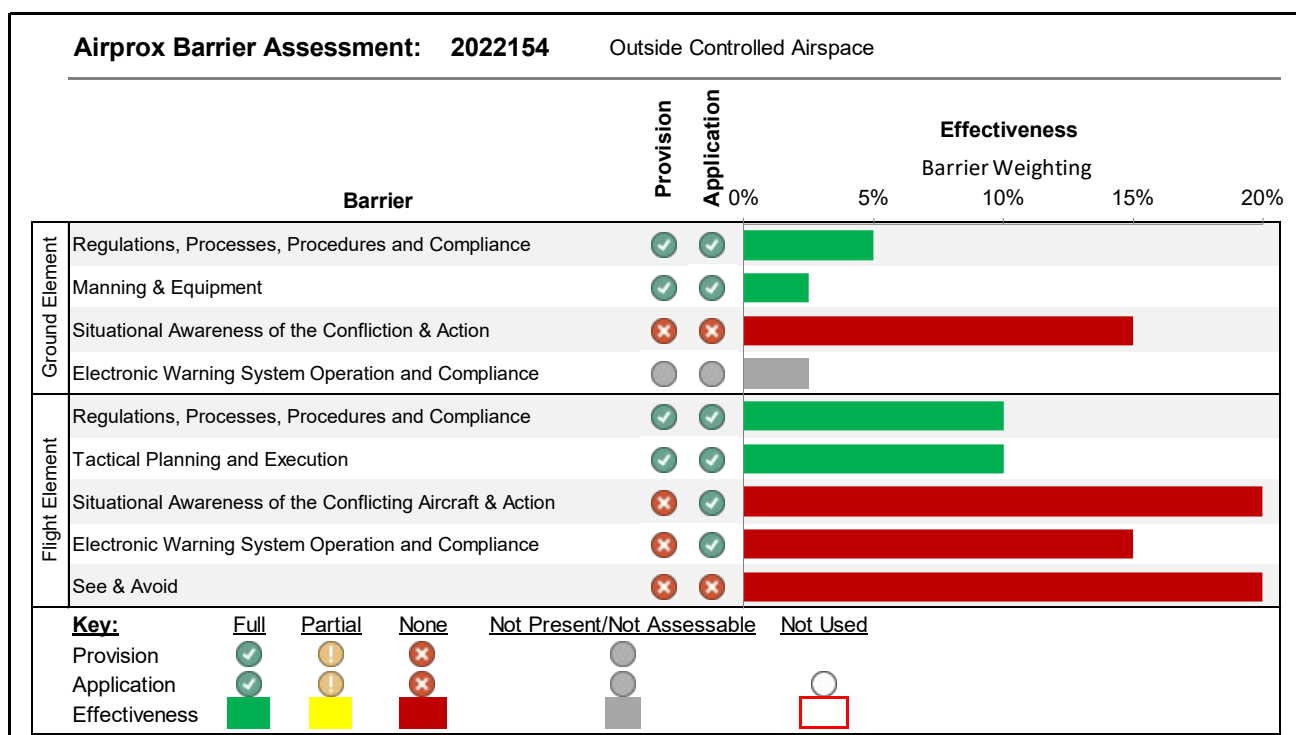 Airprox Barrier Assessment: 2022154 Outside Controlled Airspace
Provision
Application
Effectiveness
Barrier Weighting
Barrier
0% 5% 10% 15% 20%
Ground Element
Regulations, Processes, Procedures and Compliance
Manning & Equipment
Situational Awareness of the Confliction & Action
Electronic Warning System Operation and Compliance
Flight Element
Regulations, Processes, Procedures and Compliance
Tactical Planning and Execution
Situational Awareness of the Conflicting Aircraft & Action
Electronic Warning System Operation and Compliance
See & Avoid
Key: Full Partial None Not Present/Not Assessable Not Used
Provision
Application
Effectiveness